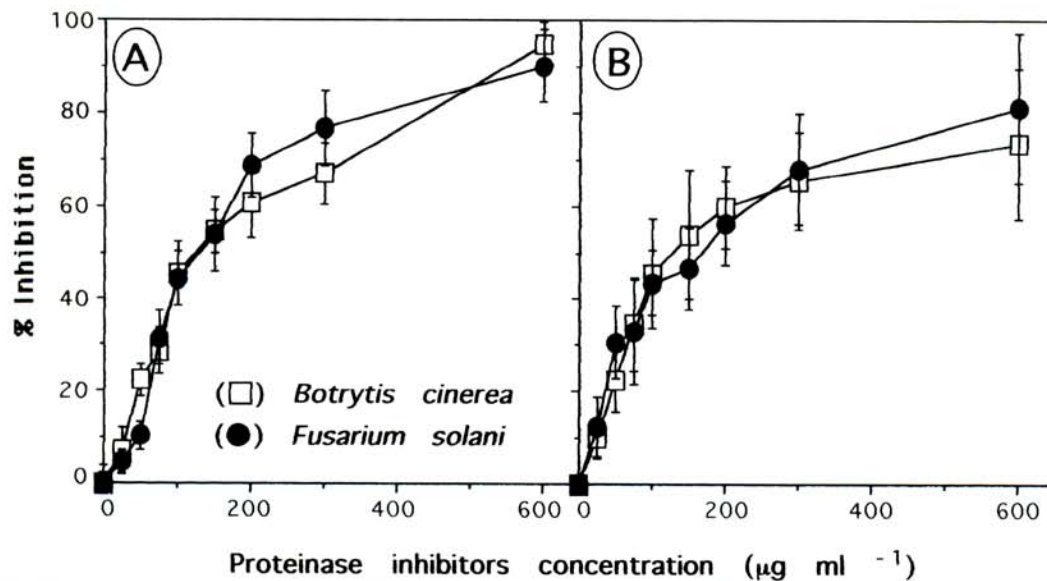 100
80
60
40
20
0
% Inhibition
A
B
(□) Botrytis cinerea
(●) Fusarium solani
0 200 400 600
0 200 400 600
Proteinase inhibitors concentration (μg ml ⁻¹)